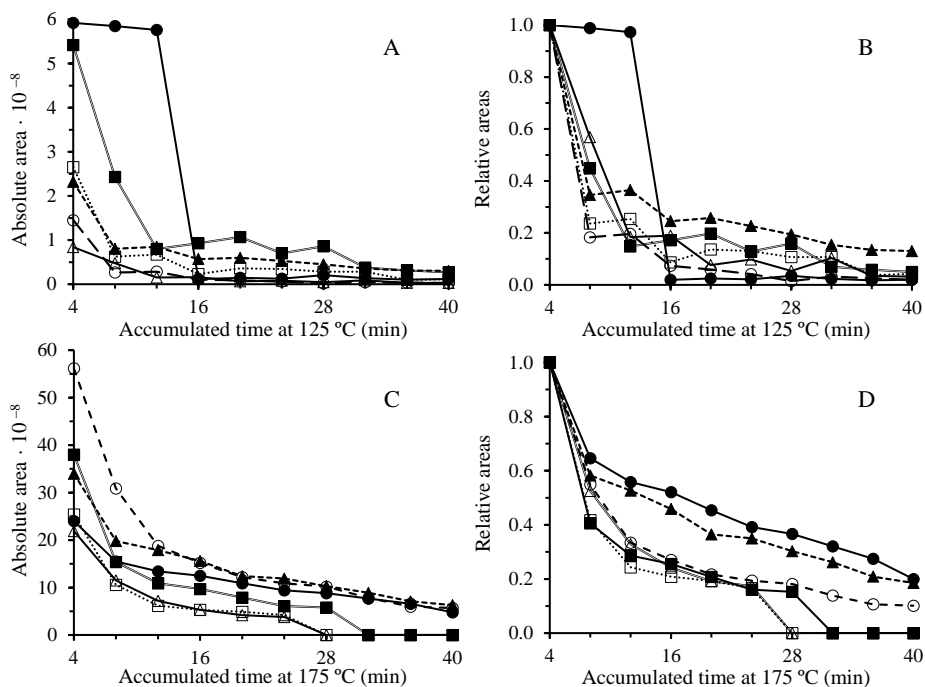 A
Absolute area · 10 ⁻⁸
6
5
4
3
2
1
0
4 16 28 40
Accumulated time at 125 ºC (min)
B
Relative areas
1.0
0.8
0.6
0.4
0.2
0.0
4 16 28 40
Accumulated time at 125 ºC (min)
C
Absolute area · 10 ⁻⁸
60
50
40
30
20
10
0
4 16 28 40
Accumulated time at 175 ºC (min)
D
Relative areas
1.0
0.8
0.6
0.4
0.2
0.0
4 16 28 40
Accumulated time at 175 ºC (min)